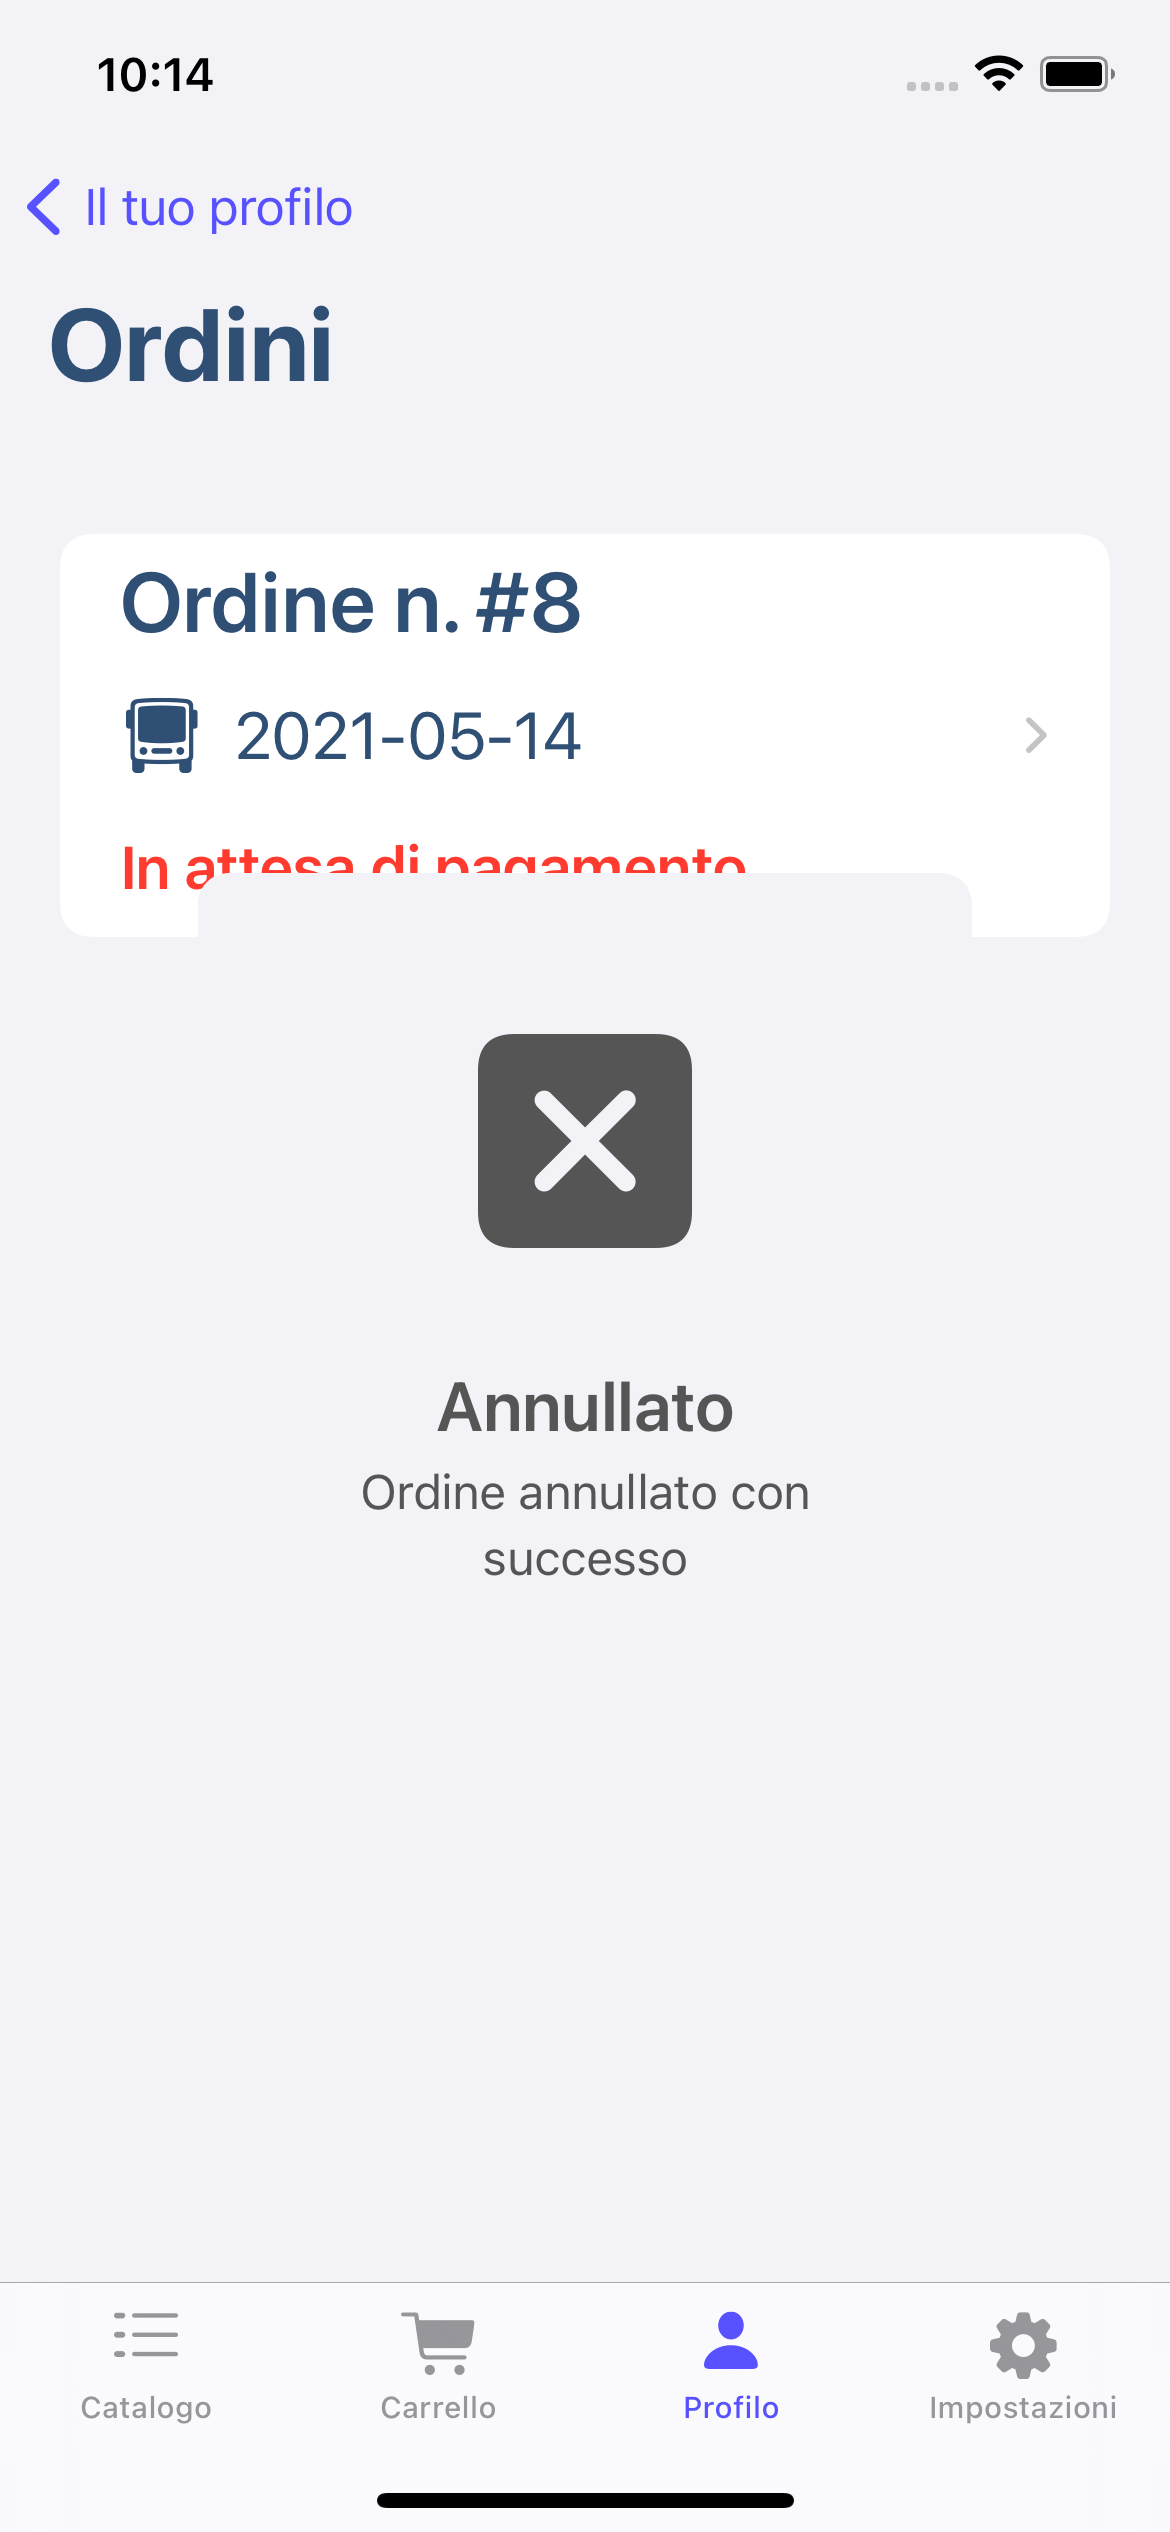 10:14
Il tuo profilo
Ordini
Ordine n. #8
2021-05-14
In attesa di pagamento
Annullato
Ordine annullato con
successo
Catalogo
Carrello
Profilo
Impostazioni